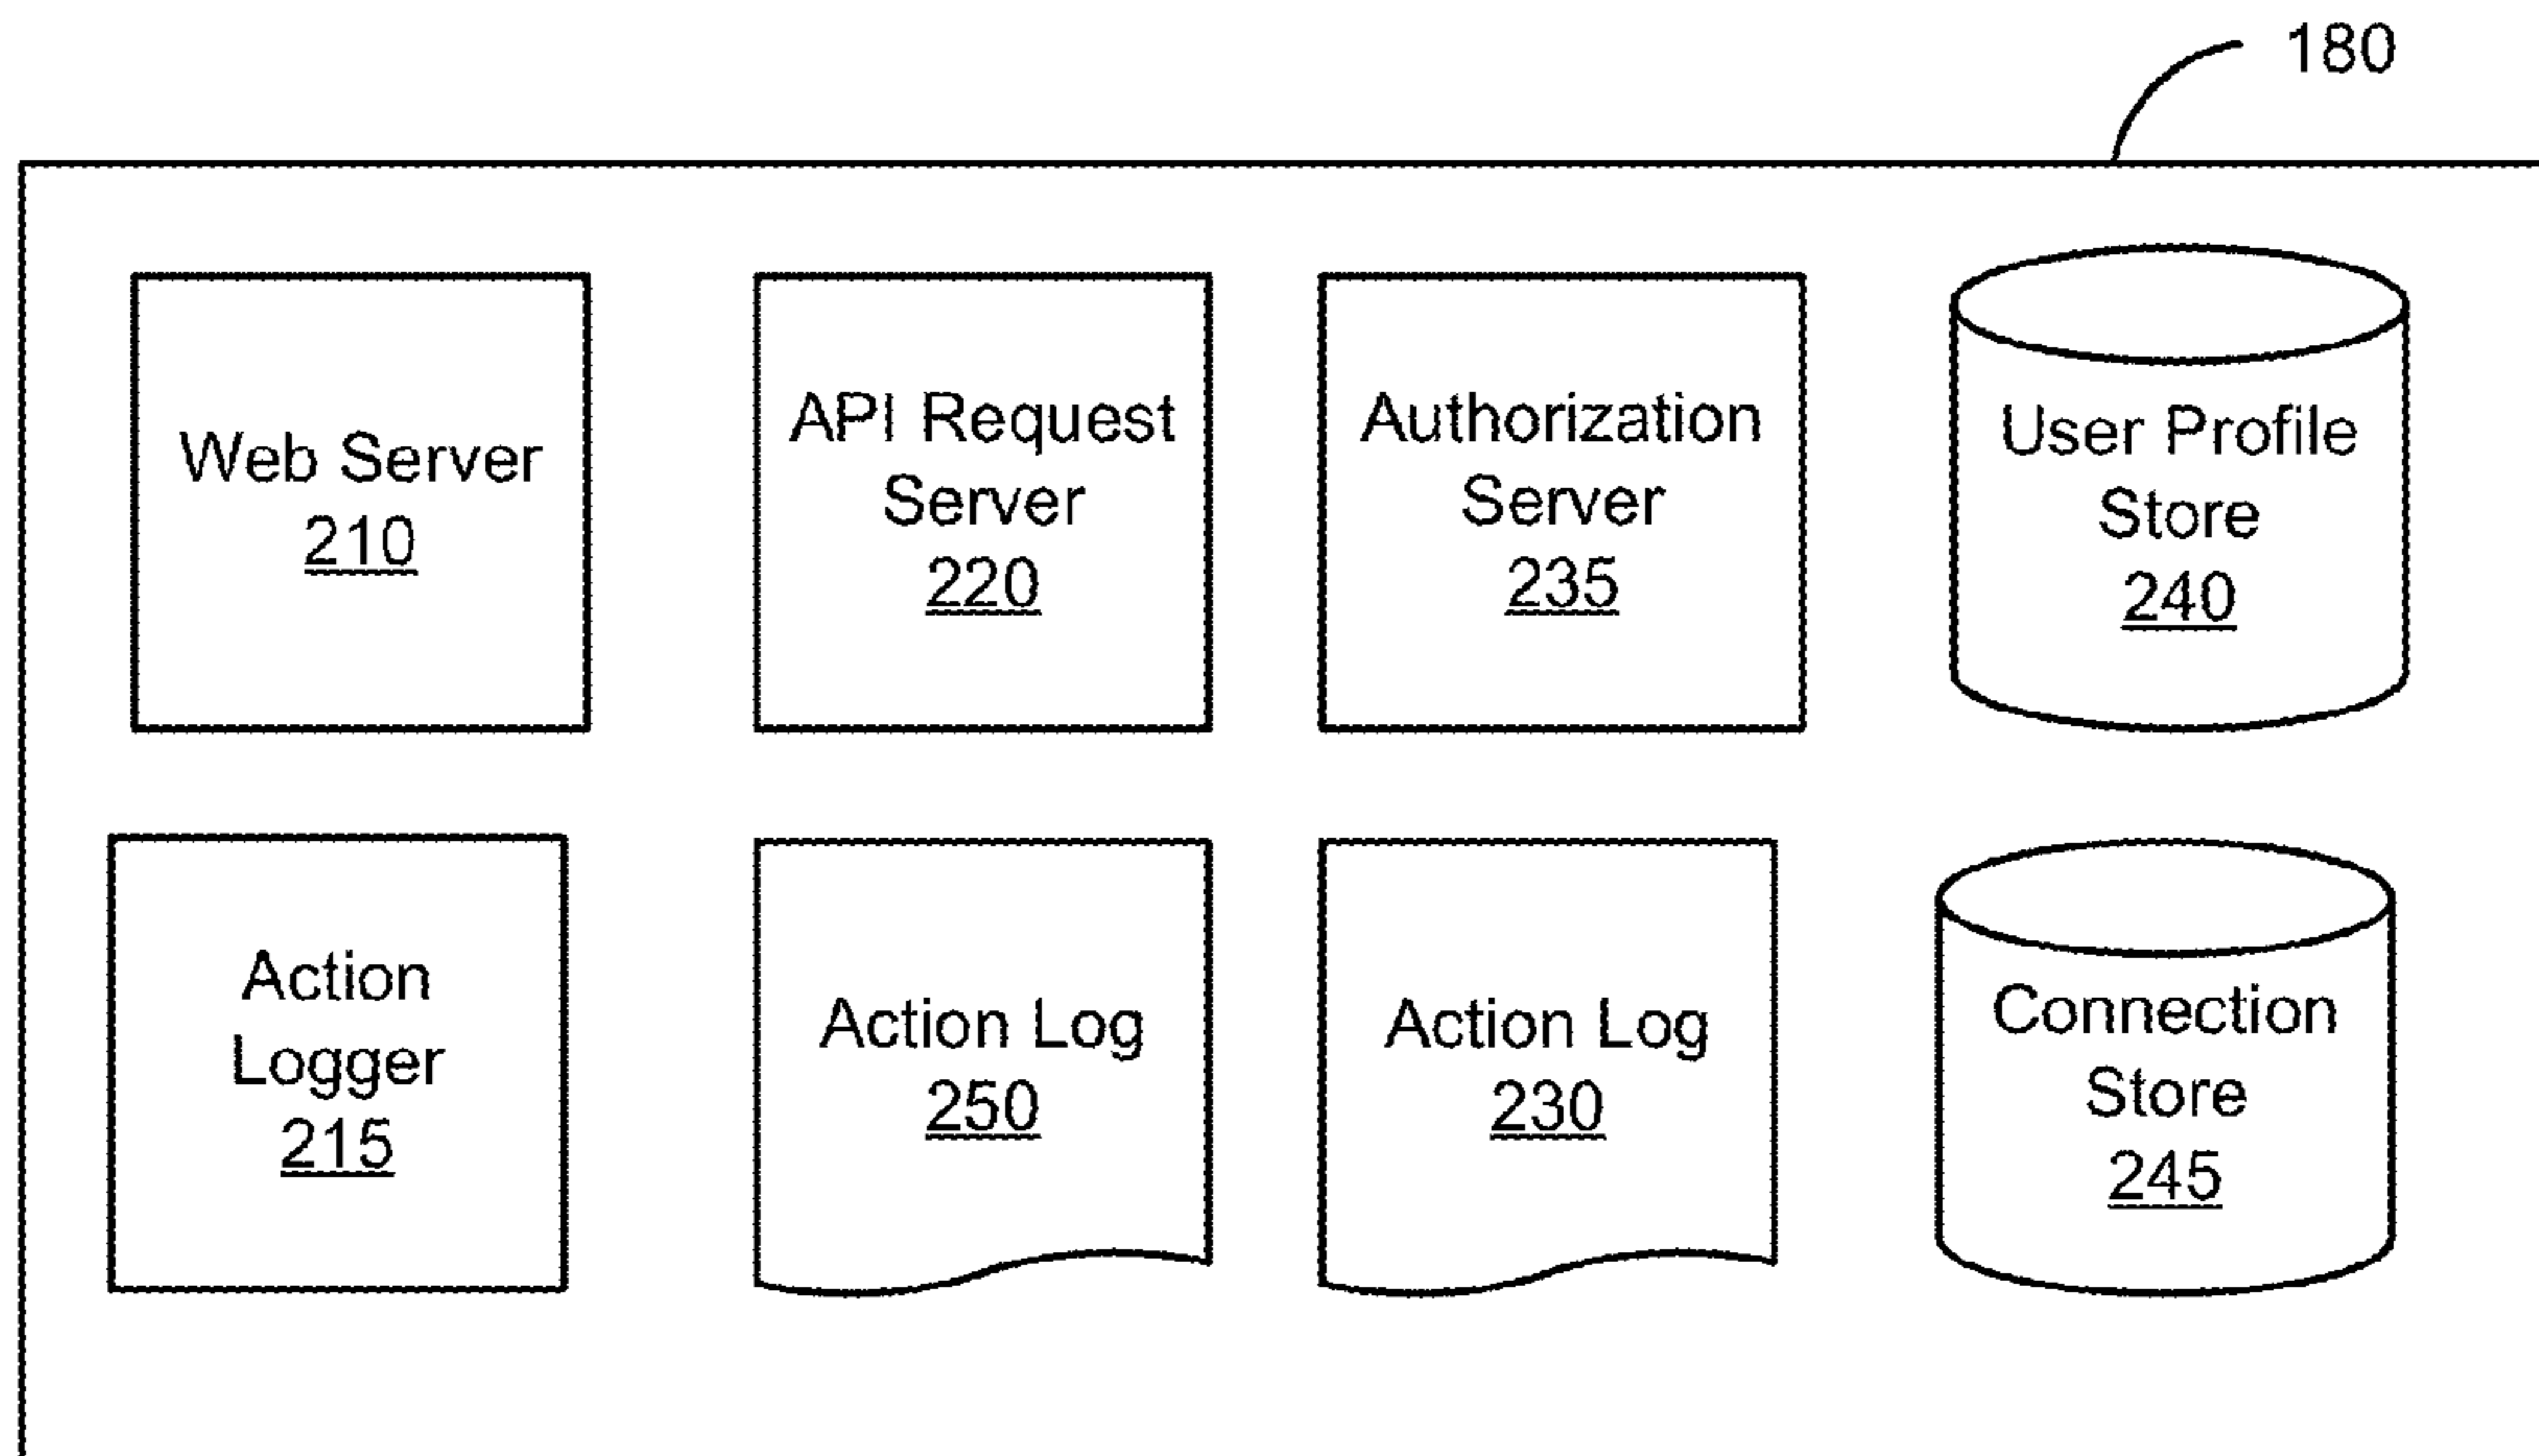 180
Web Server
210
API Request
Server
220
Authorization
Server
235
User Profile
Store
240
Action
Logger
215
Action Log
250
Action Log
230
Connection
Store
245